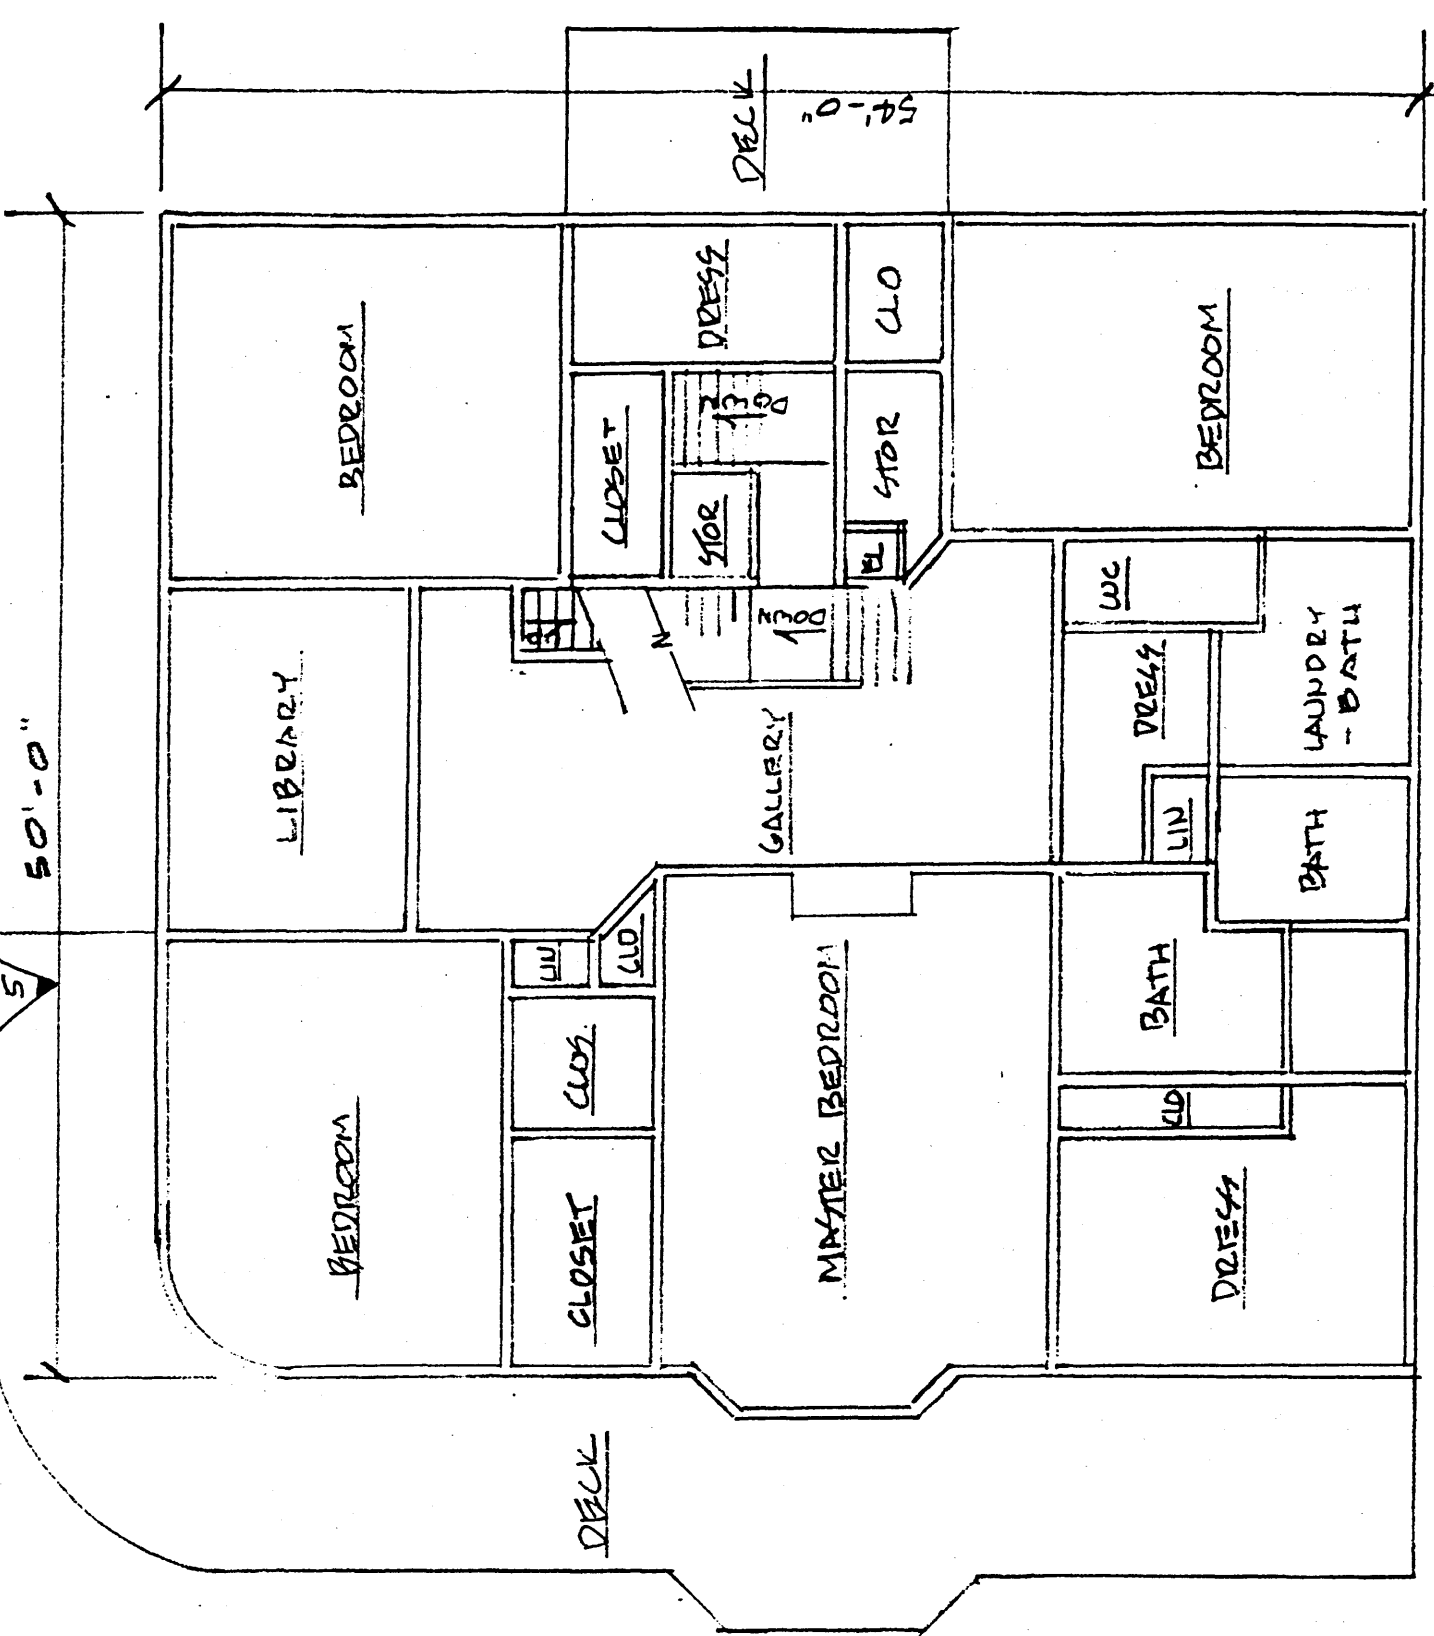 DECK
54'-0"
50'-0"
5
BEDROOM
DRESS
CLO
BEDROOM
CLOSET
STOR
STOR
EL
DN
WC
LIBRARY
GALLERY
DRESS
LAUNDRY
- BATH
LIN
BATH
LIN
CLO
CLOS.
BEDROOM
CLOSET
MASTER BEDROOM
BATH
CLO
DRESS
DECK